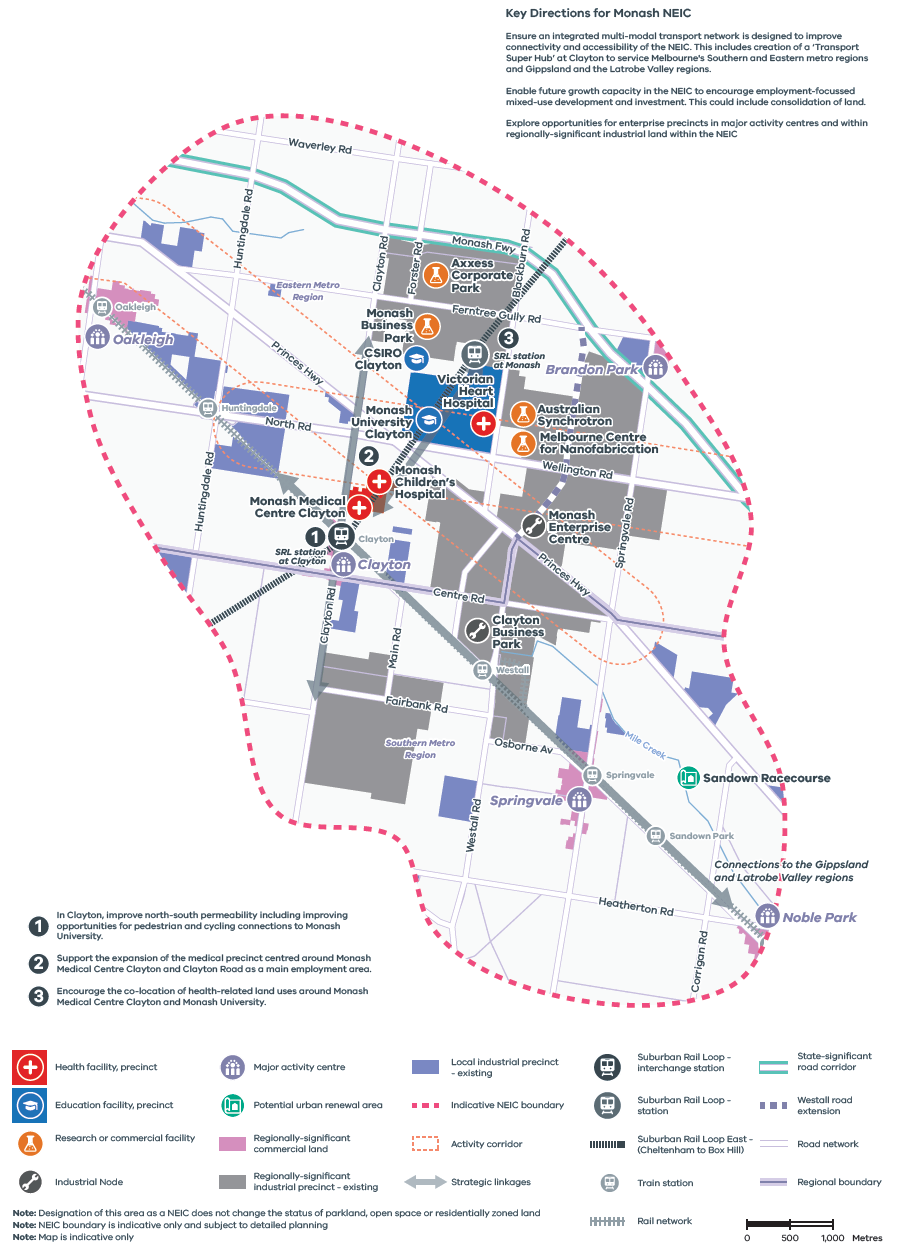 Key Directions for Monash NEIC
Ensure an integrated multi-modal transport network is designed to improve
connectivity and accessibility of the NEIC. This includes creation of a ‘Transport
Super Hub’ at Clayton to service Melbourne’s Southern and Eastern metro regions
and Gippsland and the Latrobe Valley regions.
Enable future growth capacity in the NEIC to encourage employment-focussed
mixed-use development and investment. This could include consolidation of land.
Explore opportunities for enterprise precincts in major activity centres and within
regionally-significant industrial land within the NEIC
Waverley Rd
Huntingdale Rd
Clayton Rd
Forster Rd
Monash Fwy
Blackburn Rd
Axxess
Corporate
Park
Eastern Metro
Region
Oakleigh
Oakleigh
Monash
Business
Park
Ferntree Gully Rd
3
SRL station
at Monash
CSIRO
Clayton
Princes Hwy
Victorian
Heart
Hospital
Brandon Park
Huntingdale
North Rd
Monash
University
Clayton
Australian
Synchrotron
Melbourne Centre
for Nanofabrication
2
Wellington Rd
Huntingdale Rd
Monash
Children’s
Hospital
Monash Medical
Centre Clayton
Springvale Rd
Monash
Enterprise
Centre
1
Clayton
SRL station
at Clayton
Clayton
Princes Hwy
Centre Rd
Clayton Rd
Main Rd
Clayton
Business
Park
Westall
Fairbank Rd
Southern Metro
Region
Osborne Av
Mile Creek
Springvale
Sandown Racecourse
Springvale
Westall Rd
Sandown Park
Connections to the Gippsland
and Latrobe Valley regions
Heatherton Rd
Noble Park
Corrigan Rd
1
In Clayton, improve north-south permeability including improving
opportunities for pedestrian and cycling connections to Monash
University.
2
Support the expansion of the medical precinct centred around Monash
Medical Centre Clayton and Clayton Road as a main employment area.
3
Encourage the co-location of health-related land uses around Monash
Medical Centre Clayton and Monash University.
Health facility, precinct
Education facility, precinct
Research or commercial facility
Industrial Node
Major activity centre
Potential urban renewal area
Regionally-significant
commercial land
Regionally-significant
industrial precinct - existing
Local industrial precinct
- existing
Indicative NEIC boundary
Activity corridor
Strategic linkages
Suburban Rail Loop -
interchange station
Suburban Rail Loop -
station
Suburban Rail Loop East -
(Cheltenham to Box Hill)
Train station
Rail network
State-significant
road corridor
Westall road
extension
Road network
Regional boundary
0 500 1,000 Metres
Note: Designation of this area as a NEIC does not change the status of parkland, open space or residentially zoned land
Note: NEIC boundary is indicative only and subject to detailed planning
Note: Map is indicative only